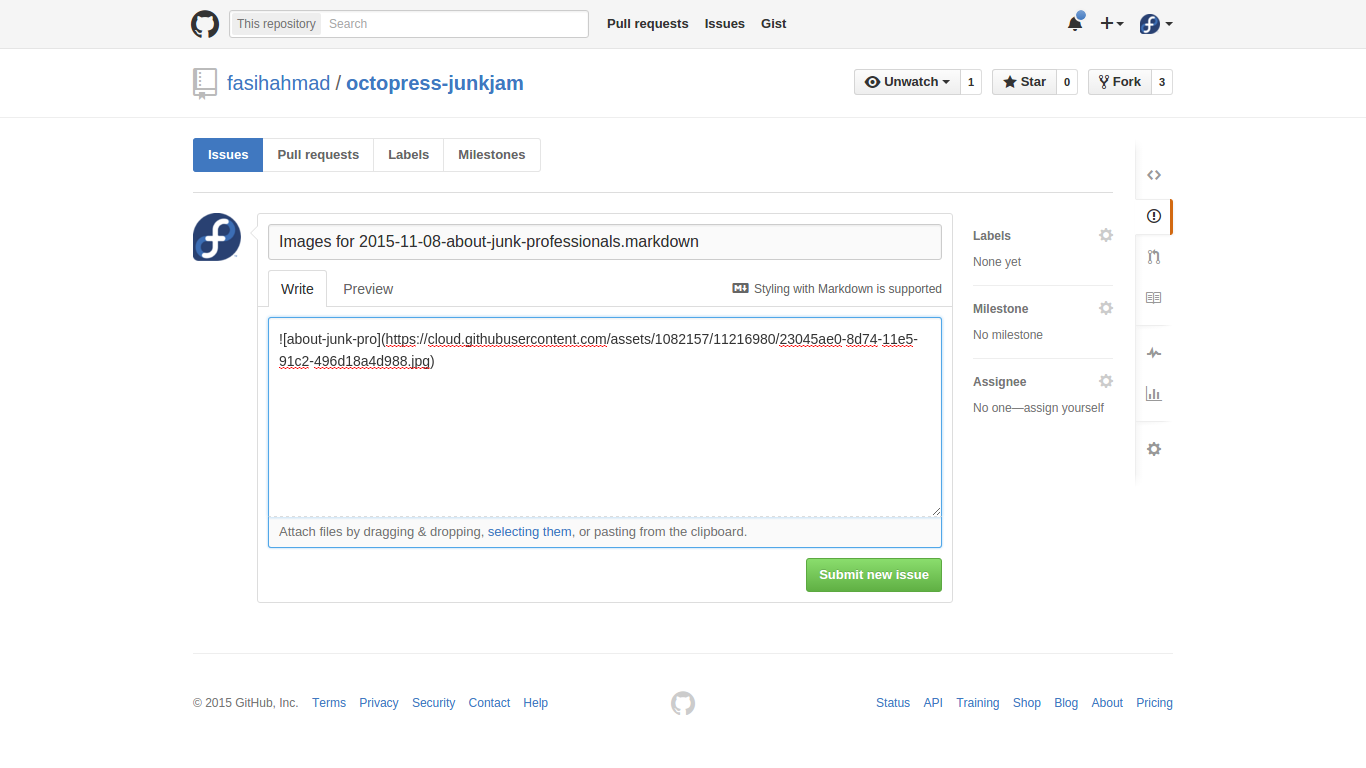 This repository Search Pull requests Issues Gist
fasihahmad / octopress-junkjam Unwatch 1 Star 0 Fork 3
Issues Pull requests Labels Milestones
Images for 2015-11-08-about-junk-professionals.markdown
Write Preview Styling with Markdown is supported
![about-junk-pro](https://cloud.githubusercontent.com/assets/1082157/11216980/23045ae0-8d74-11e5-
91c2-496d18a4d988.jpg)
Attach files by dragging & dropping, selecting them, or pasting from the clipboard.
Submit new issue
Labels
None yet
Milestone
No milestone
Assignee
No one—assign yourself
© 2015 GitHub, Inc. Terms Privacy Security Contact Help Status API Training Shop Blog About Pricing